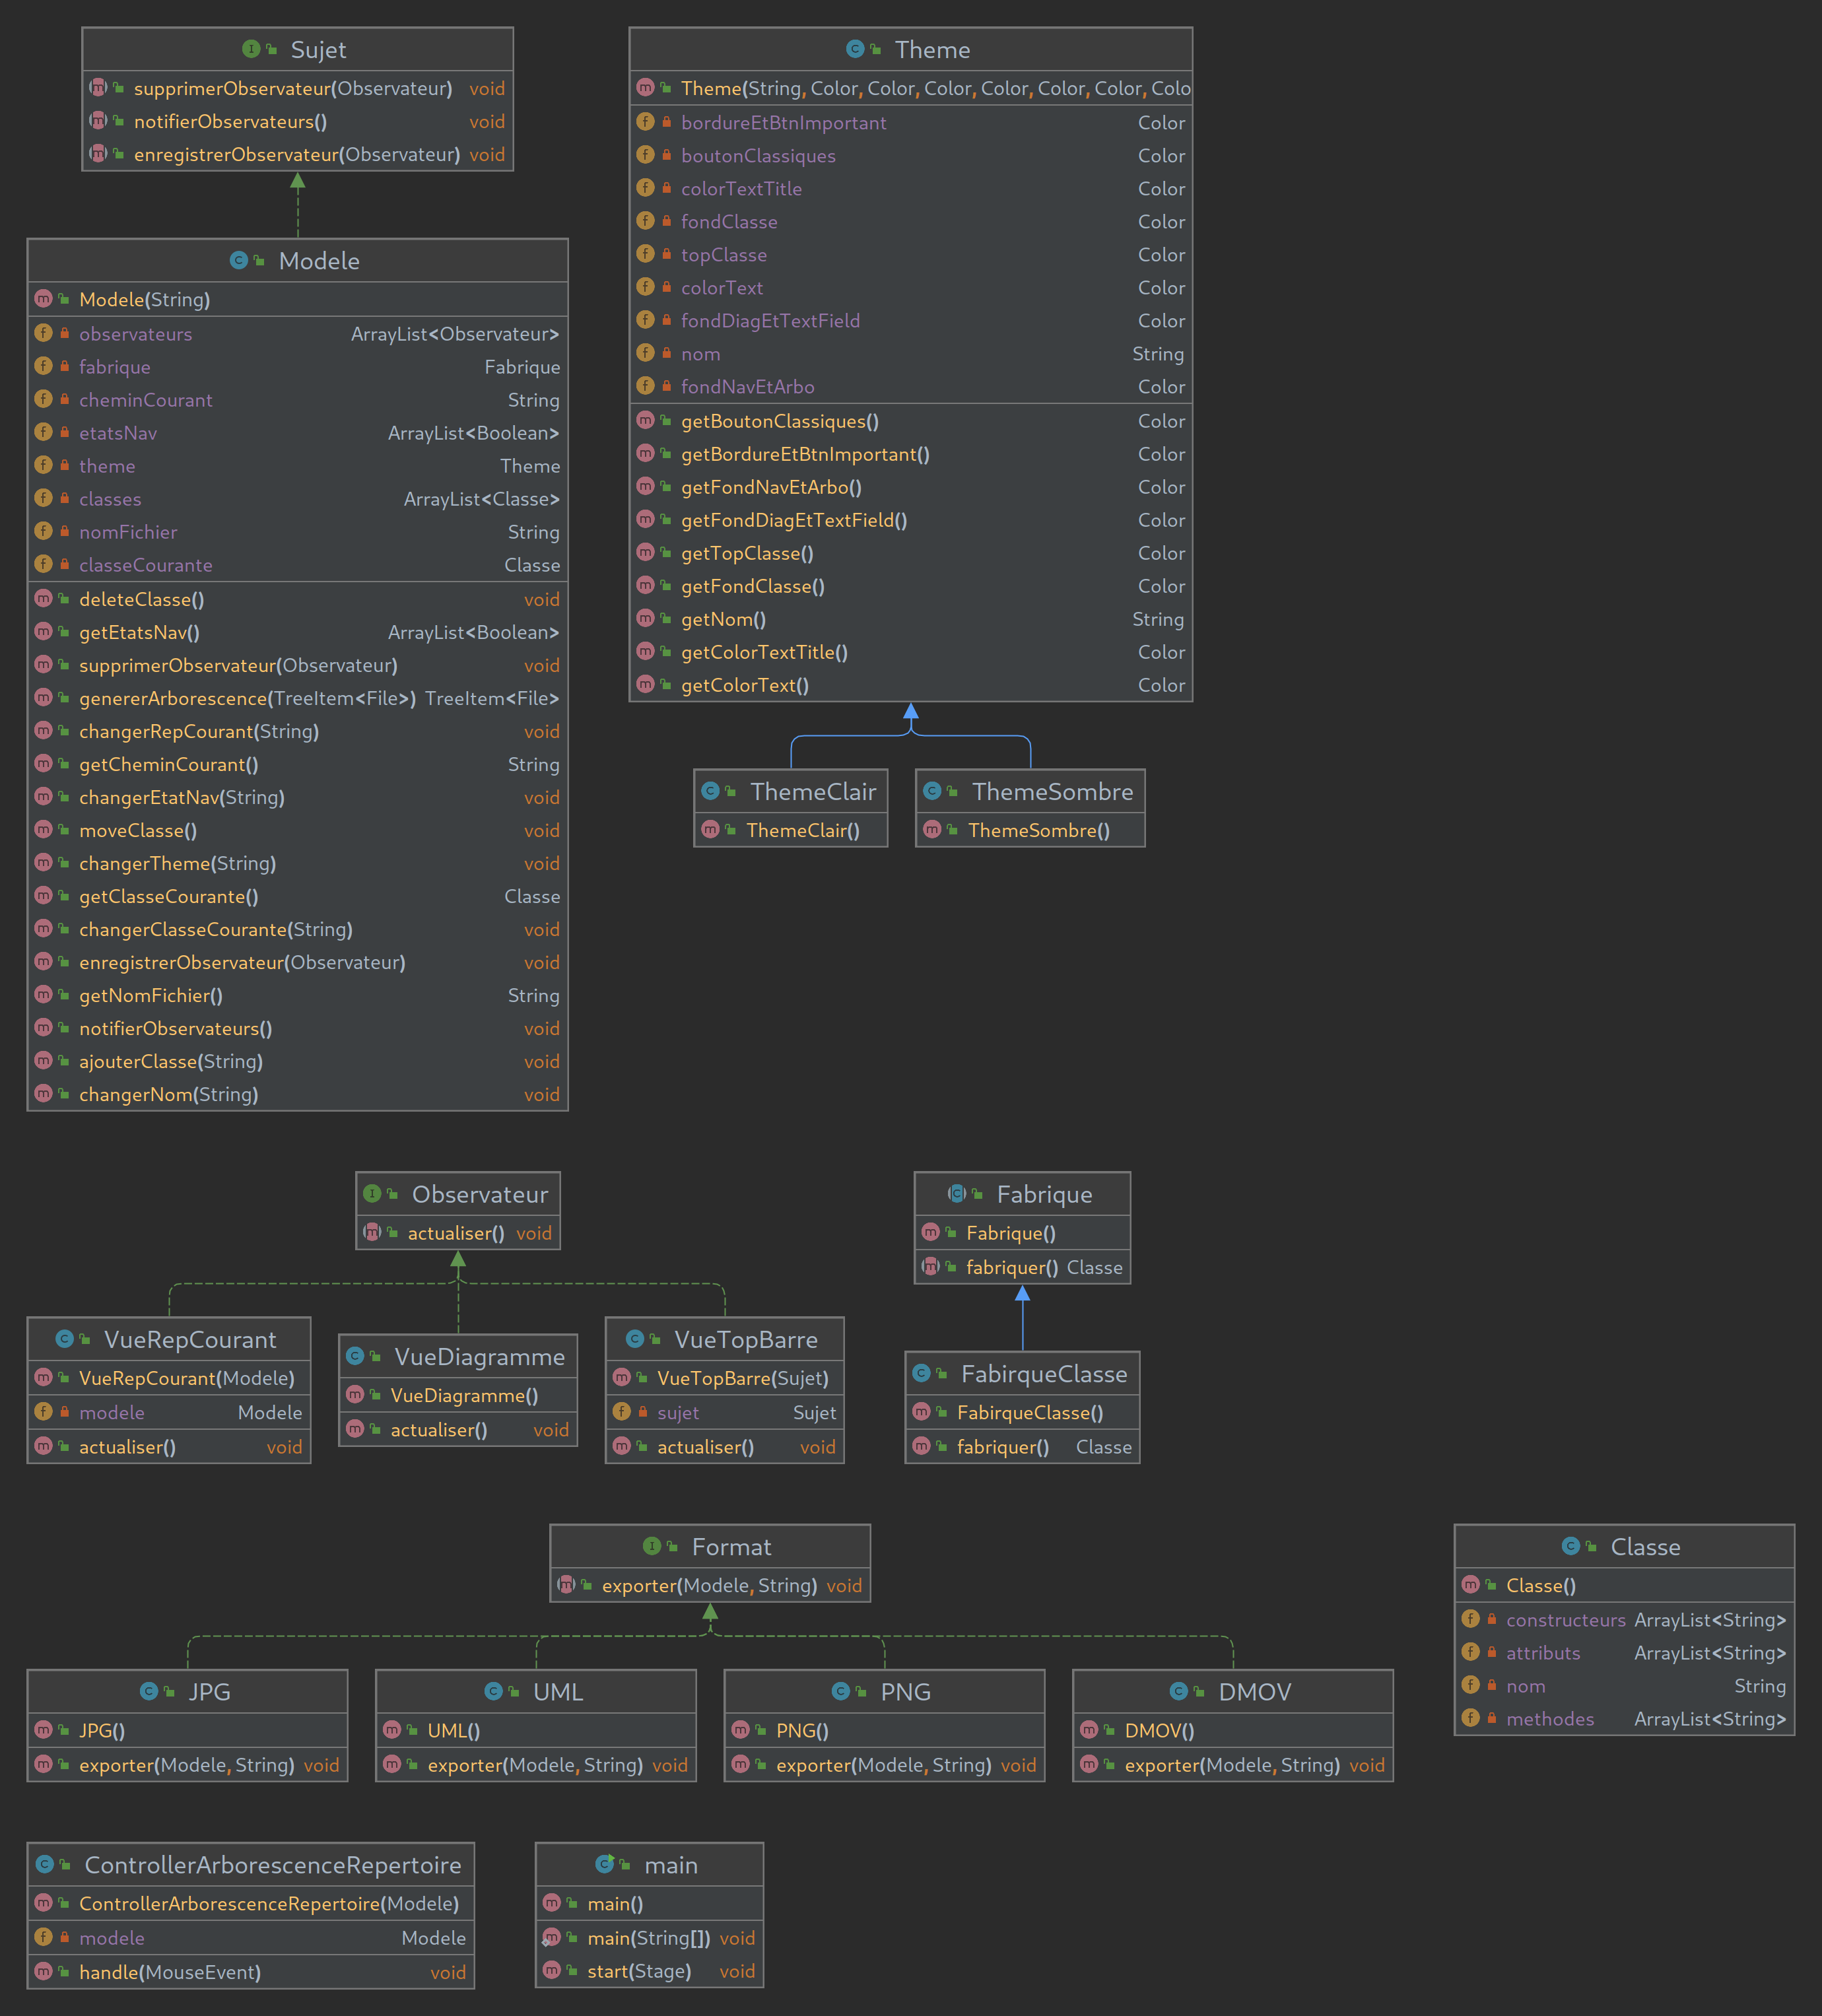 Sujet
supprimerObservateur(Observateur) void
notifierObservateurs() void
enregistrerObservateur(Observateur) void
Theme
Theme(String, Color, Color, Color, Color, Color, Color, Colo
bordureEtBtnImportant Color
boutonClassiques Color
colorTextTitle Color
fondClasse Color
topClasse Color
colorText Color
fondDiagEtTextField Color
nom String
fondNavEtArbo Color
getBoutonClassiques() Color
getBordureEtBtnImportant() Color
getFondNavEtArbo() Color
getFondDiagEtTextField() Color
getTopClasse() Color
getFondClasse() Color
getNom() String
getColorTextTitle() Color
getColorText() Color
Modele
Modele(String)
observateurs ArrayList<Observateur>
fabrique Fabrique
cheminCourant String
etatsNav ArrayList<Boolean>
theme Theme
classes ArrayList<Classe>
nomFichier String
classeCourante Classe
deleteClasse() void
getEtatsNav() ArrayList<Boolean>
supprimerObservateur(Observateur) void
genererArborescence(TreeItem<File>) TreeItem<File>
changerRepCourant(String) void
getCheminCourant() String
changerEtatNav(String) void
moveClasse() void
changerTheme(String) void
getClasseCourante() Classe
changerClasseCourante(String) void
enregistrerObservateur(Observateur) void
getNomFichier() String
notifierObservateurs() void
ajouterClasse(String) void
changerNom(String) void
ThemeClair
ThemeClair()
ThemeSombre
ThemeSombre()
Observateur
actualiser() void
Fabrique
Fabrique()
fabriquer() Classe
VueRepCourant
VueRepCourant(Modele)
modele Modele
actualiser() void
VueDiagramme
VueDiagramme()
actualiser() void
VueTopBarre
VueTopBarre(Sujet)
sujet Sujet
actualiser() void
FabirqueClasse
FabirqueClasse()
fabriquer() Classe
Format
exporter(Modele, String) void
Classe
Classe()
constructeurs ArrayList<String>
attributs ArrayList<String>
nom String
methodes ArrayList<String>
JPG
JPG()
exporter(Modele, String) void
UML
UML()
exporter(Modele, String) void
PNG
PNG()
exporter(Modele, String) void
DMOV
DMOV()
exporter(Modele, String) void
ControllerArborescenceRepertoire
ControllerArborescenceRepertoire(Modele)
modele Modele
handle(MouseEvent) void
main
main()
main(String[]) void
start(Stage) void